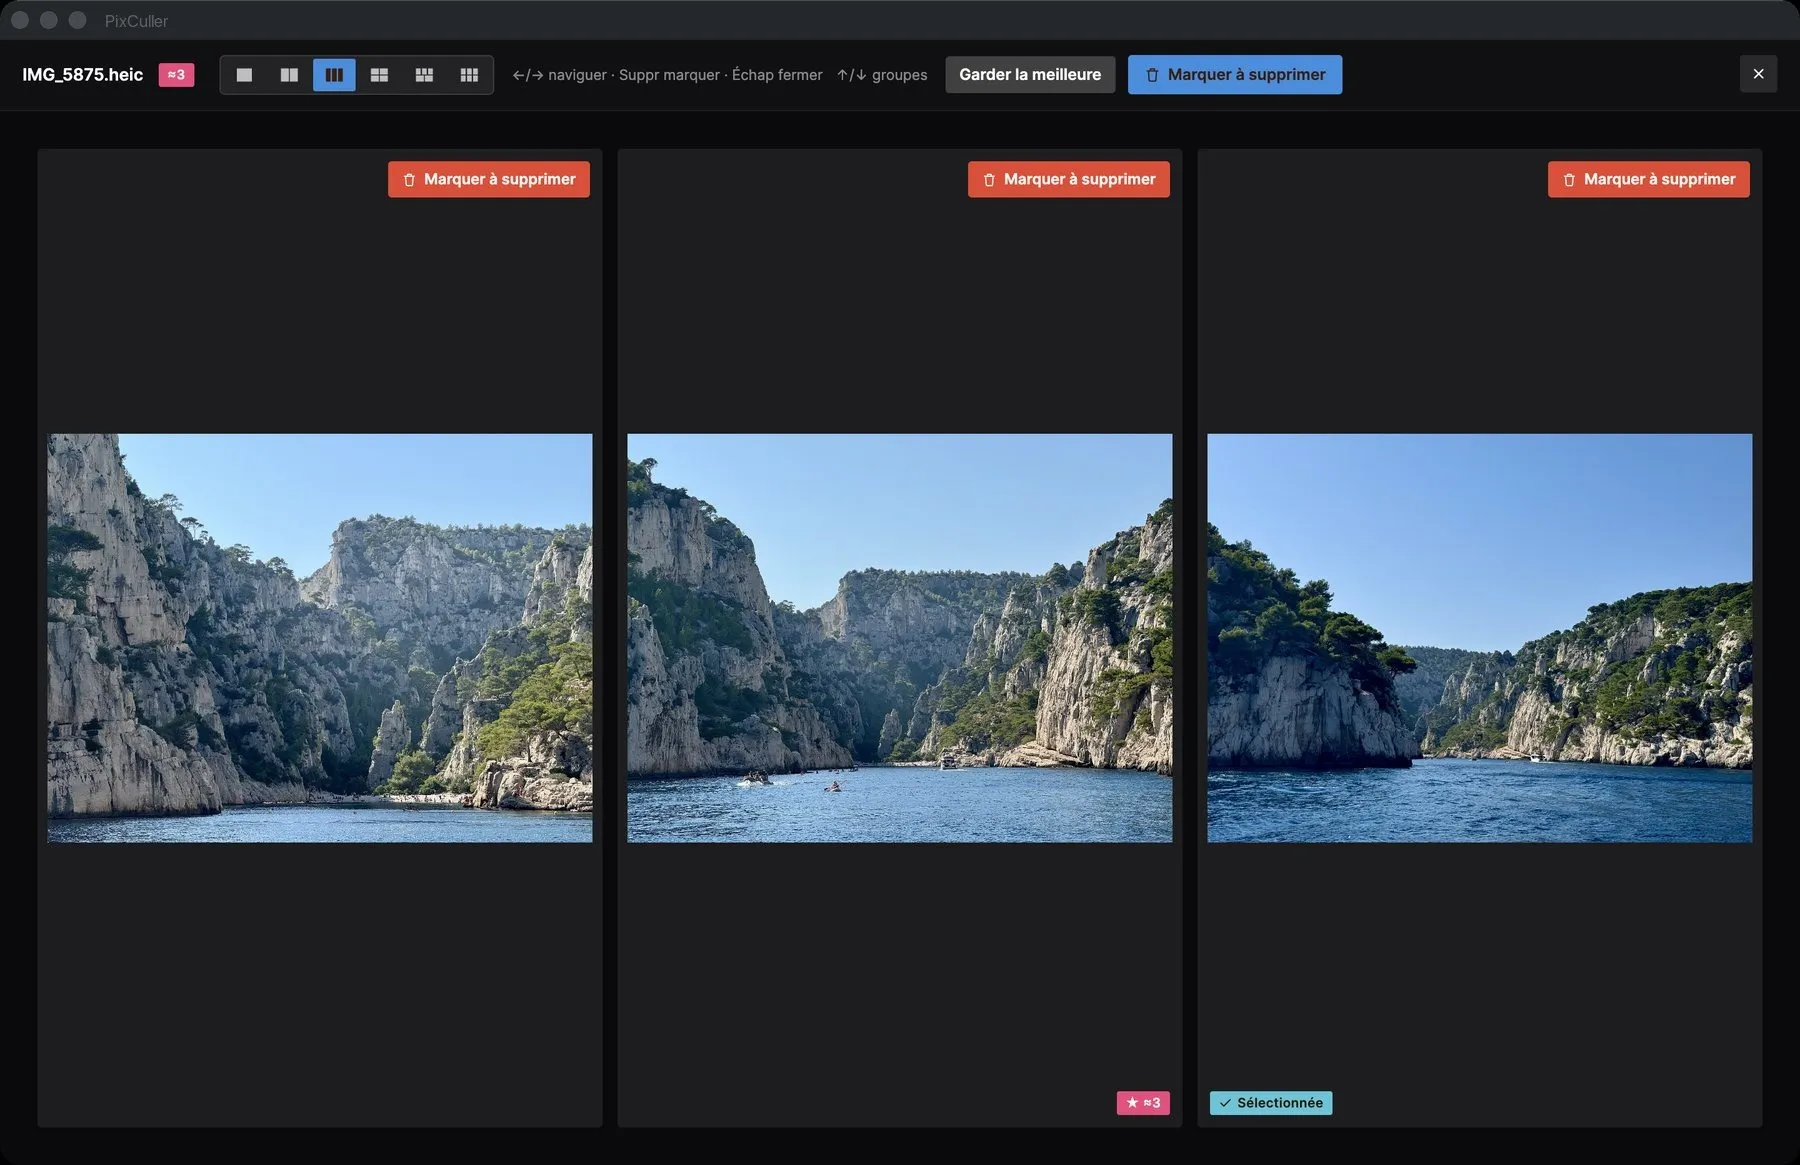 PixCuller
IMG_5875.heic ≈3 ←/→ naviguer · Suppr marquer · Échap fermer ↑/↓ groupes Garder la meilleure Marquer à supprimer
Marquer à supprimer Marquer à supprimer Marquer à supprimer
★ ≈3 ✓ Sélectionnée